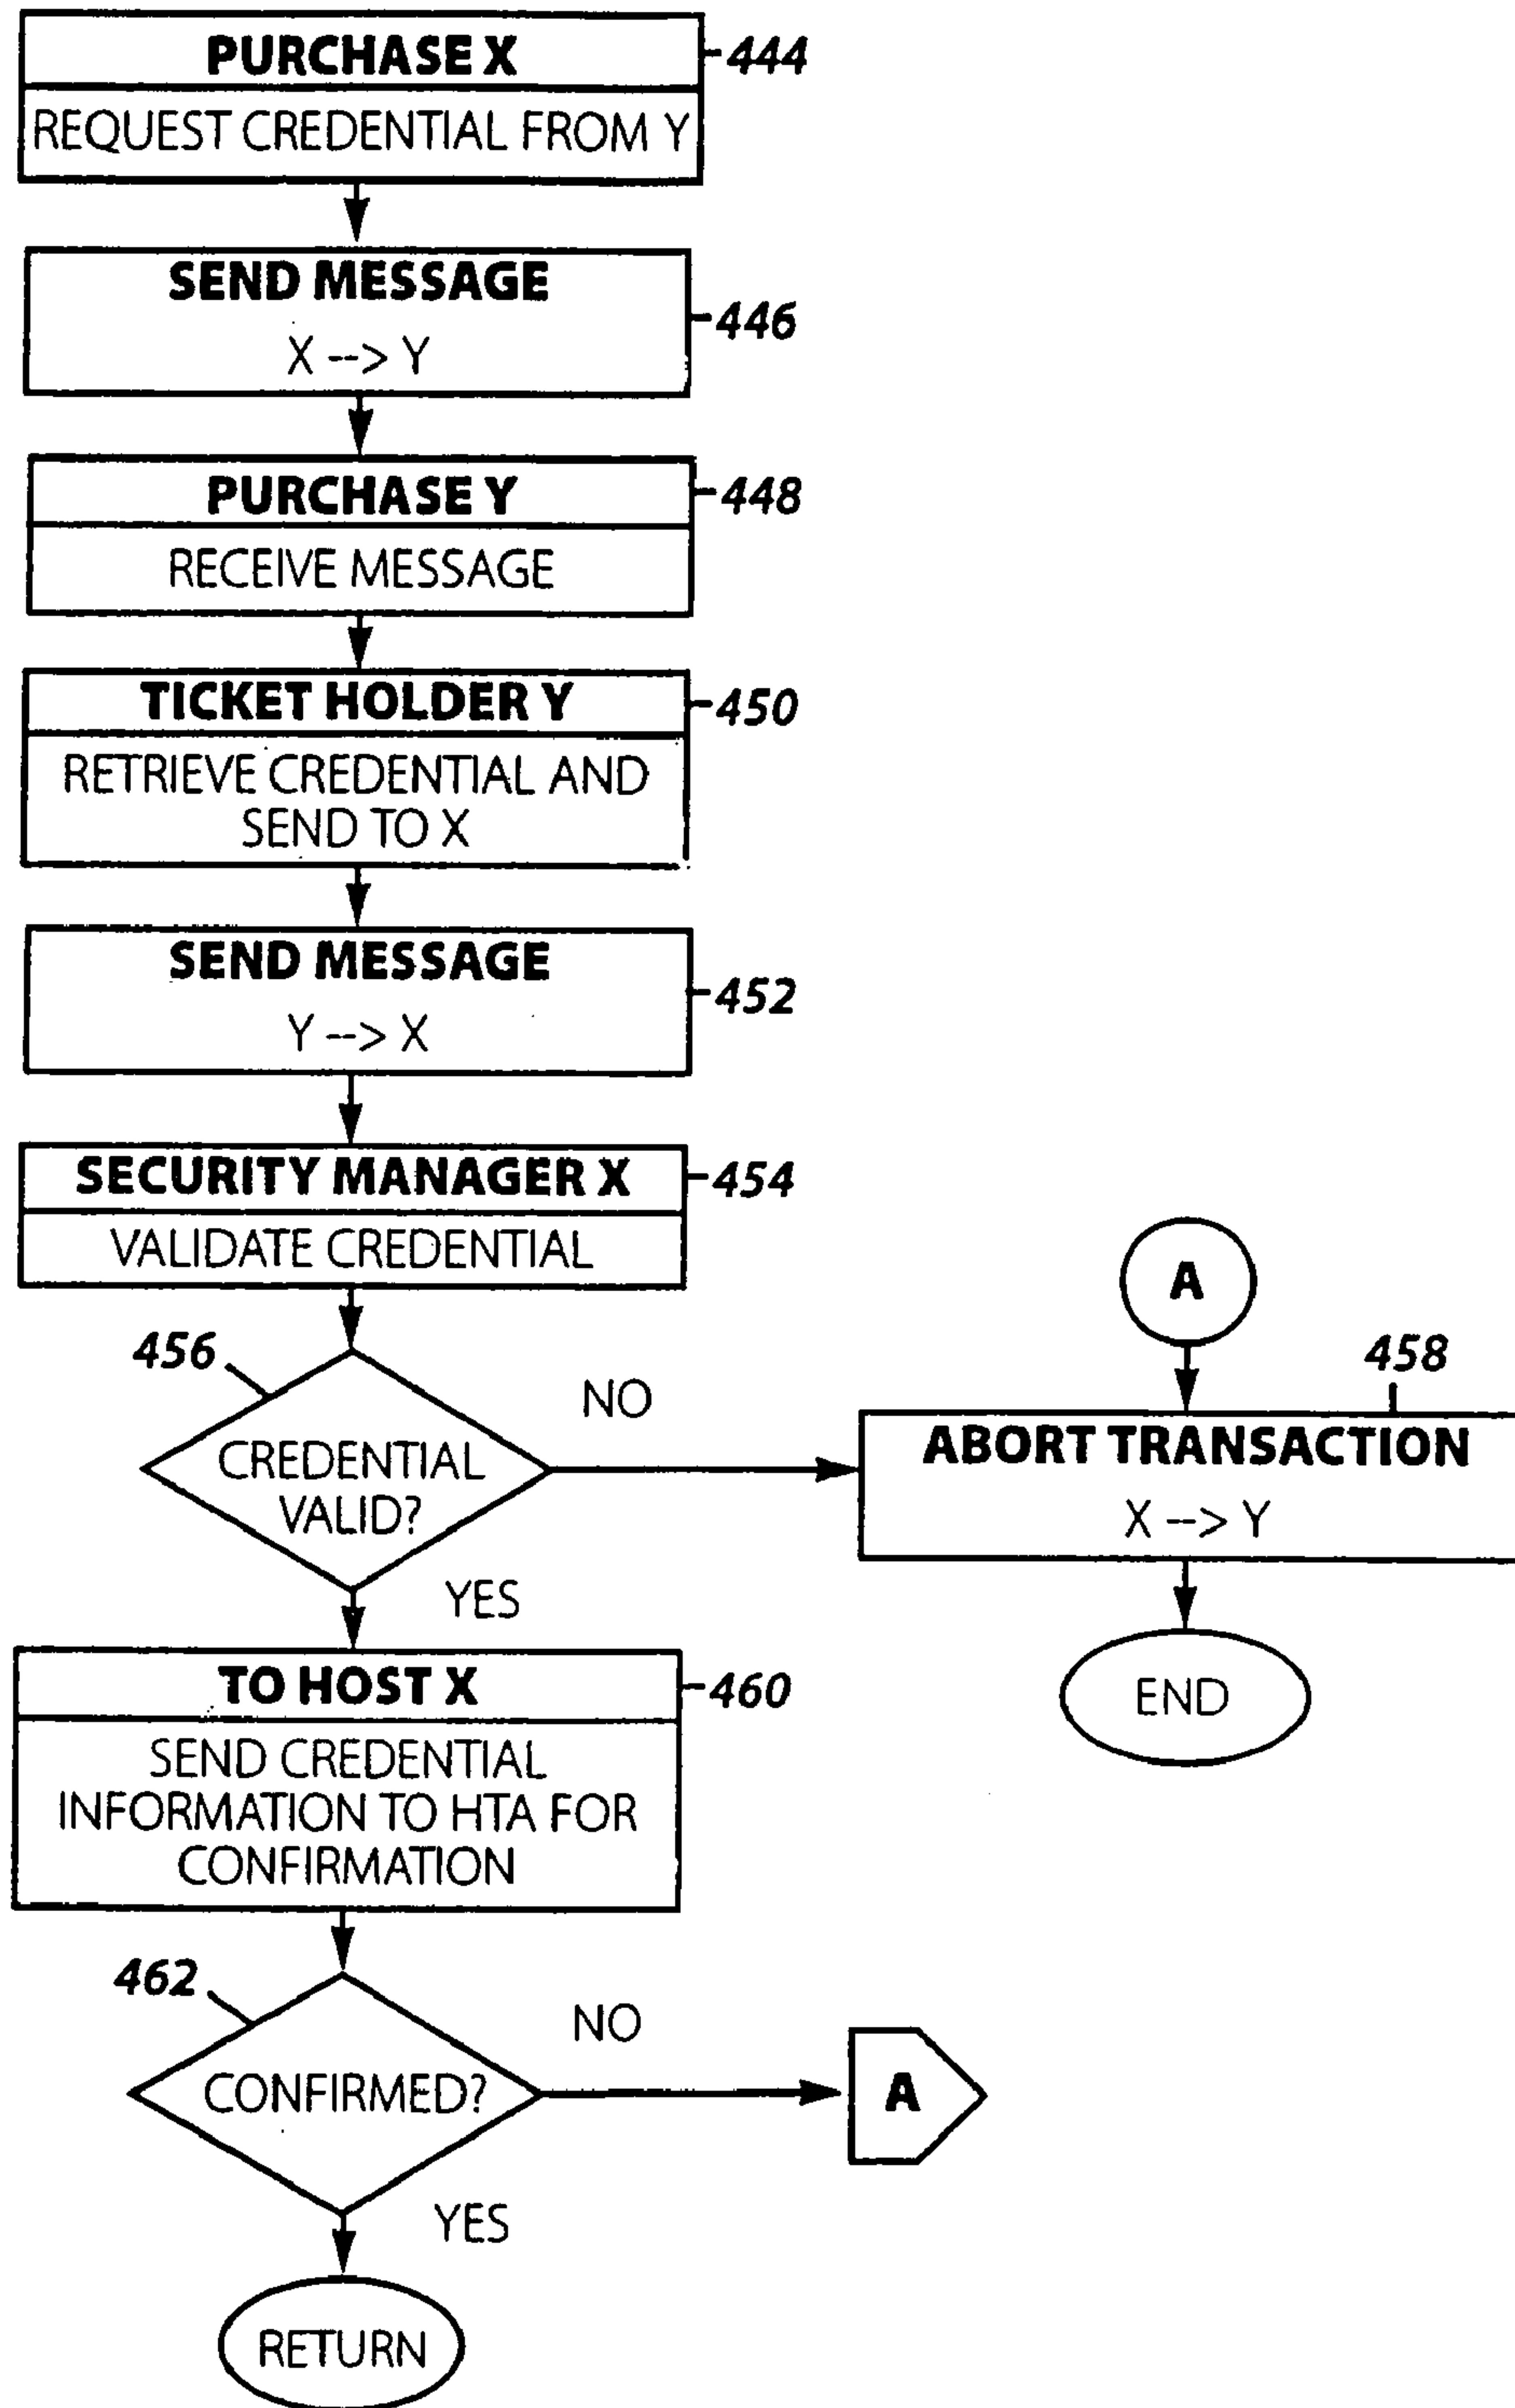 PURCHASE X
444
REQUEST CREDENTIAL FROM Y
SEND MESSAGE
446
X --> Y
PURCHASE Y
448
RECEIVE MESSAGE
TICKET HOLDER Y
450
RETRIEVE CREDENTIAL AND
SEND TO X
SEND MESSAGE
452
Y --> X
SECURITY MANAGER X
454
VALIDATE CREDENTIAL
456
CREDENTIAL
VALID?
NO
YES
A
458
ABORT TRANSACTION
X --> Y
END
TO HOST X
460
SEND CREDENTIAL
INFORMATION TO HTA FOR
CONFIRMATION
462
CONFIRMED?
NO
A
YES
RETURN